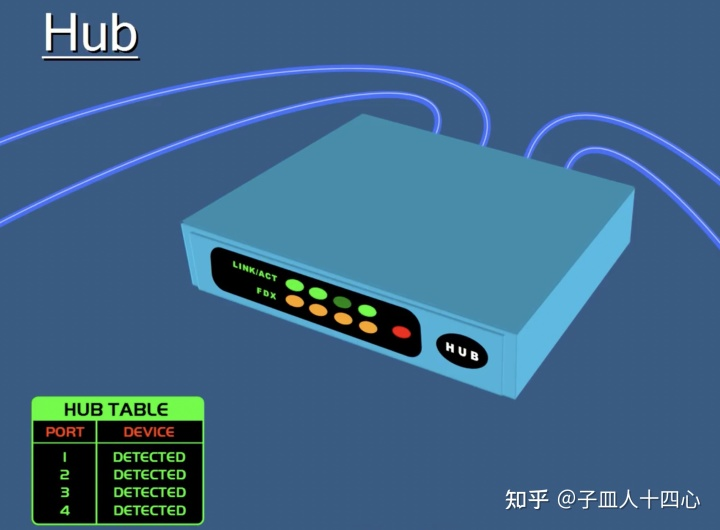 Hub
LINK/ACT
FDX
HUB
HUB TABLE
PORT DEVICE
1 DETECTED
2 DETECTED
3 DETECTED
4 DETECTED
知乎 @子皿人十四心